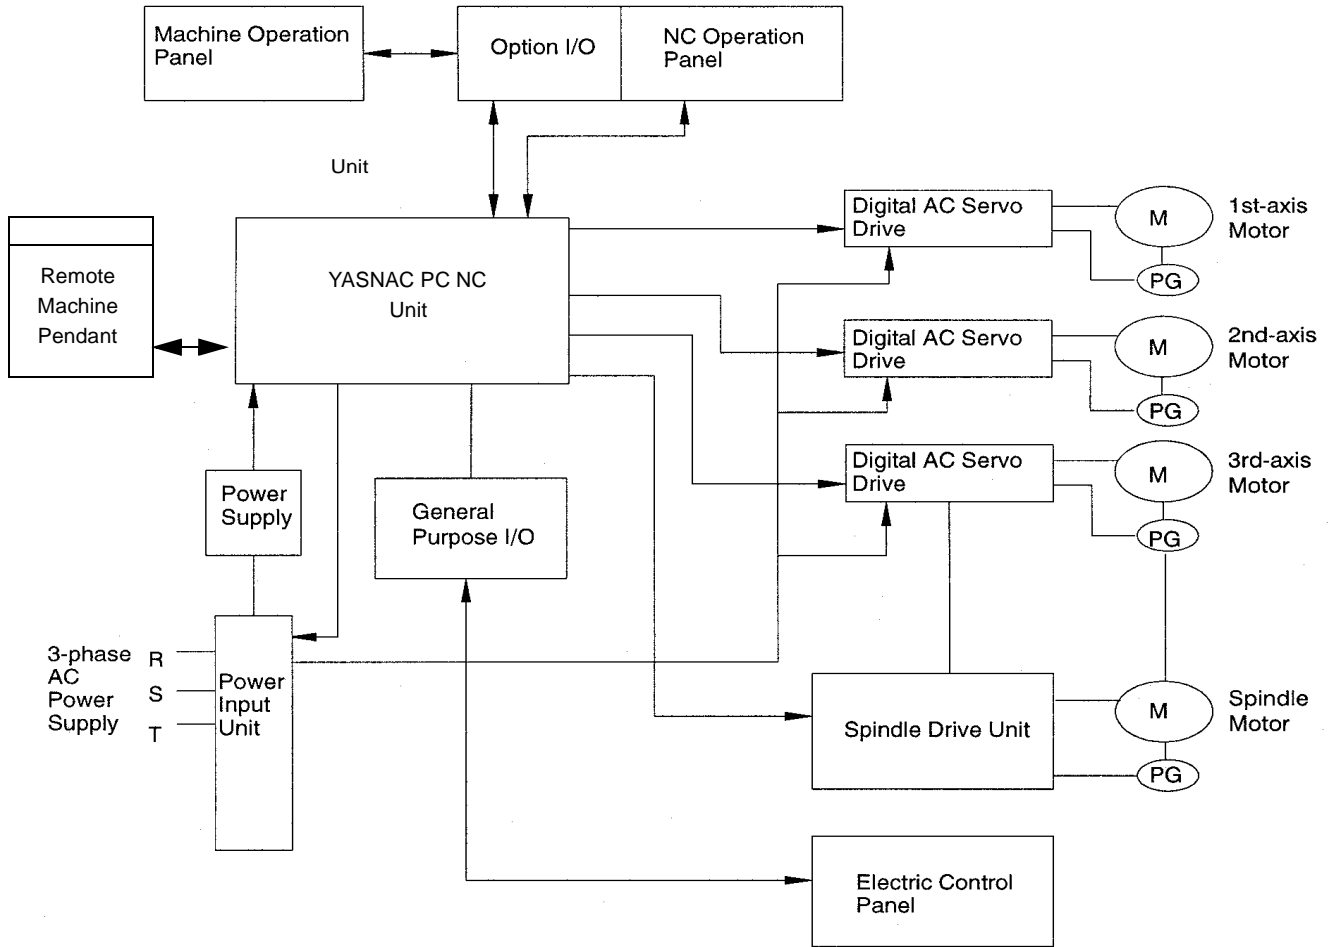 Machine Operation
Panel
Option I/O
NC Operation
Panel
Unit
Remote
Machine
Pendant
YASNAC PC NC
Unit
Digital AC Servo
Drive
M
PG
1st-axis
Motor
Digital AC Servo
Drive
M
PG
2nd-axis
Motor
Digital AC Servo
Drive
M
PG
3rd-axis
Motor
Power
Supply
General
Purpose I/O
3-phase
AC
Power
Supply
R
S
T
Power
Input
Unit
Spindle Drive Unit
M
PG
Spindle
Motor
Electric Control
Panel